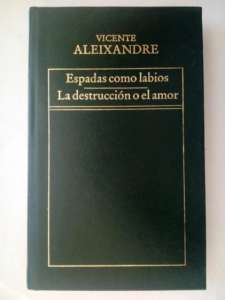 VICENTE
ALEIXANDRE
Espadas como labios
La destrucción o el amor